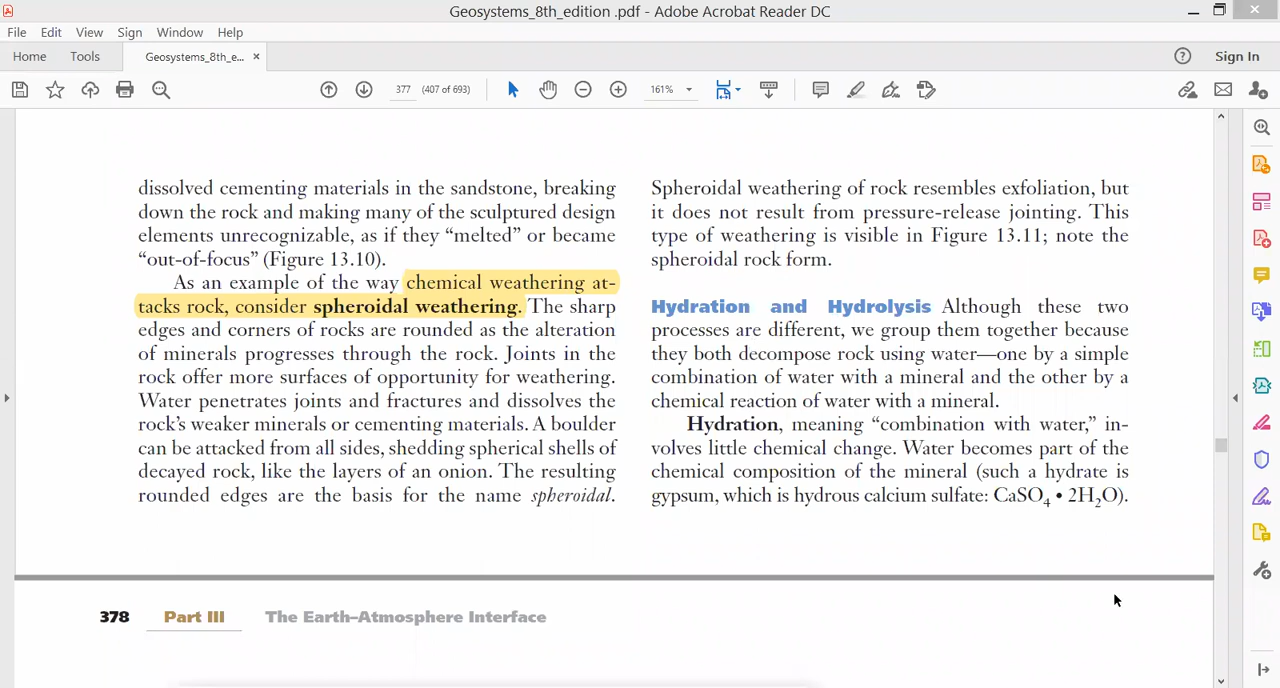 Geosystems_8th_edition .pdf - Adobe Acrobat Reader DC
File Edit View Sign Window Help
Home Tools Geosystems_8th_e... × Sign In
377 (407 of 693) 161%
dissolved cementing materials in the sandstone, breaking
down the rock and making many of the sculptured design
elements unrecognizable, as if they “melted” or became
“out-of-focus” (Figure 13.10).
As an example of the way chemical weathering at-
tacks rock, consider spheroidal weathering. The sharp
edges and corners of rocks are rounded as the alteration
of minerals progresses through the rock. Joints in the
rock offer more surfaces of opportunity for weathering.
Water penetrates joints and fractures and dissolves the
rock’s weaker minerals or cementing materials. A boulder
can be attacked from all sides, shedding spherical shells of
decayed rock, like the layers of an onion. The resulting
rounded edges are the basis for the name spheroidal.
Spheroidal weathering of rock resembles exfoliation, but
it does not result from pressure-release jointing. This
type of weathering is visible in Figure 13.11; note the
spheroidal rock form.
Hydration and Hydrolysis Although these two
processes are different, we group them together because
they both decompose rock using water—one by a simple
combination of water with a mineral and the other by a
chemical reaction of water with a mineral.
Hydration, meaning “combination with water,” in-
volves little chemical change. Water becomes part of the
chemical composition of the mineral (such a hydrate is
gypsum, which is hydrous calcium sulfate: CaSO₄ • 2H₂O).
378 Part III The Earth–Atmosphere Interface